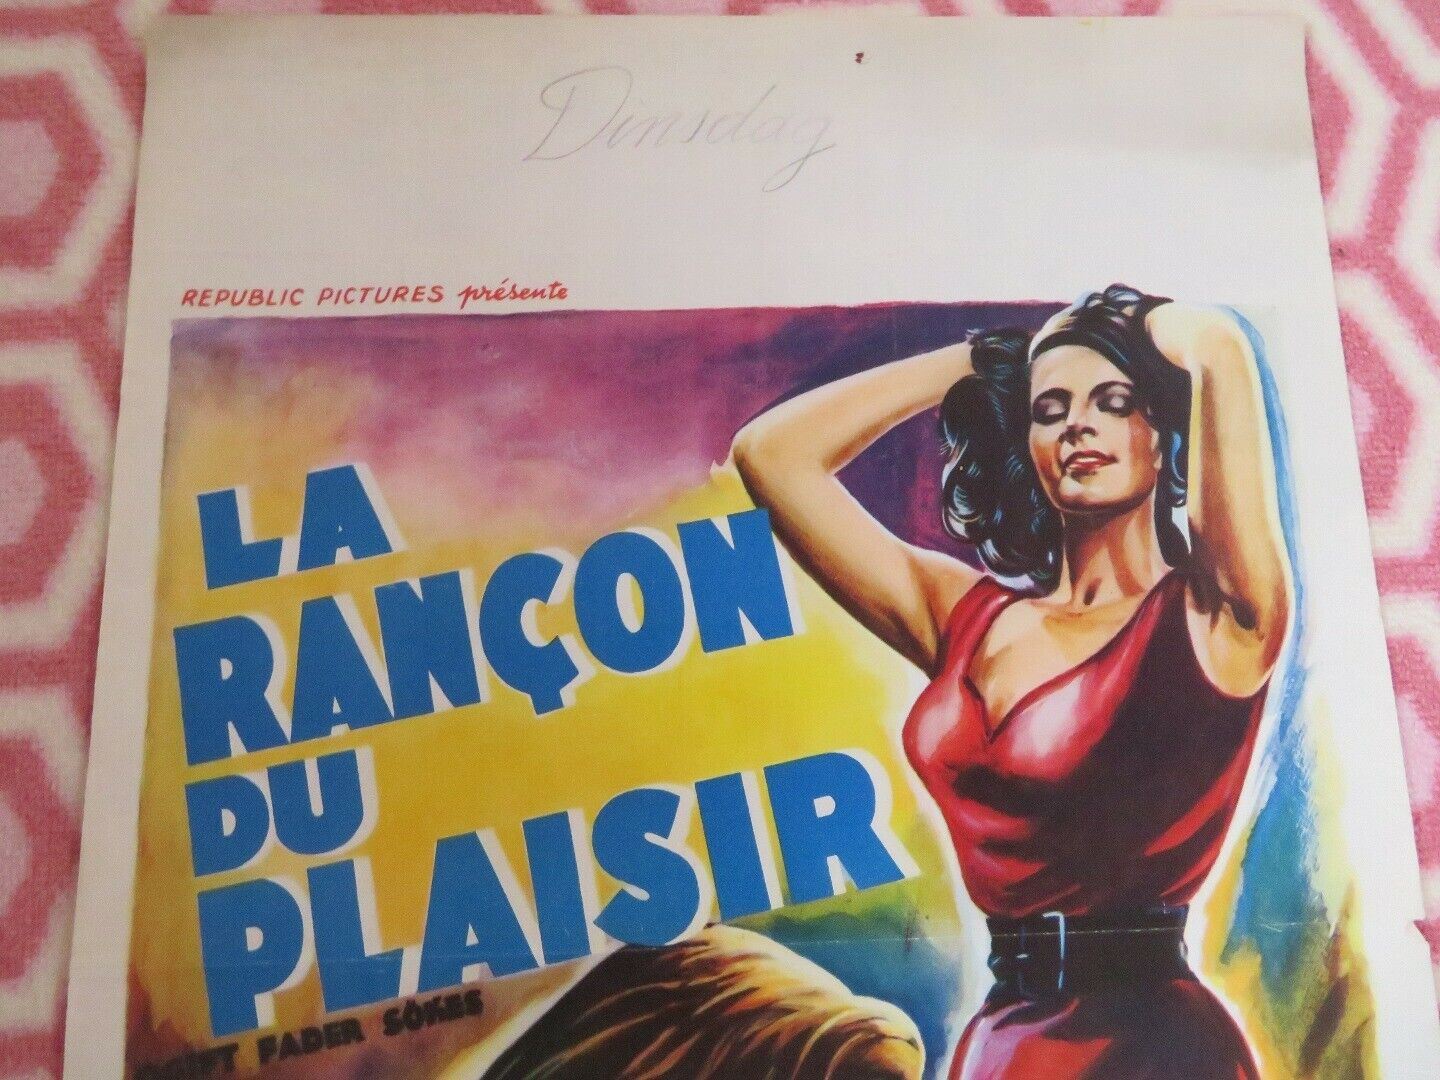 Dinsdag
REPUBLIC PICTURES présente
LA
RANÇON
DU
PLAISIR
FADER SÖKES